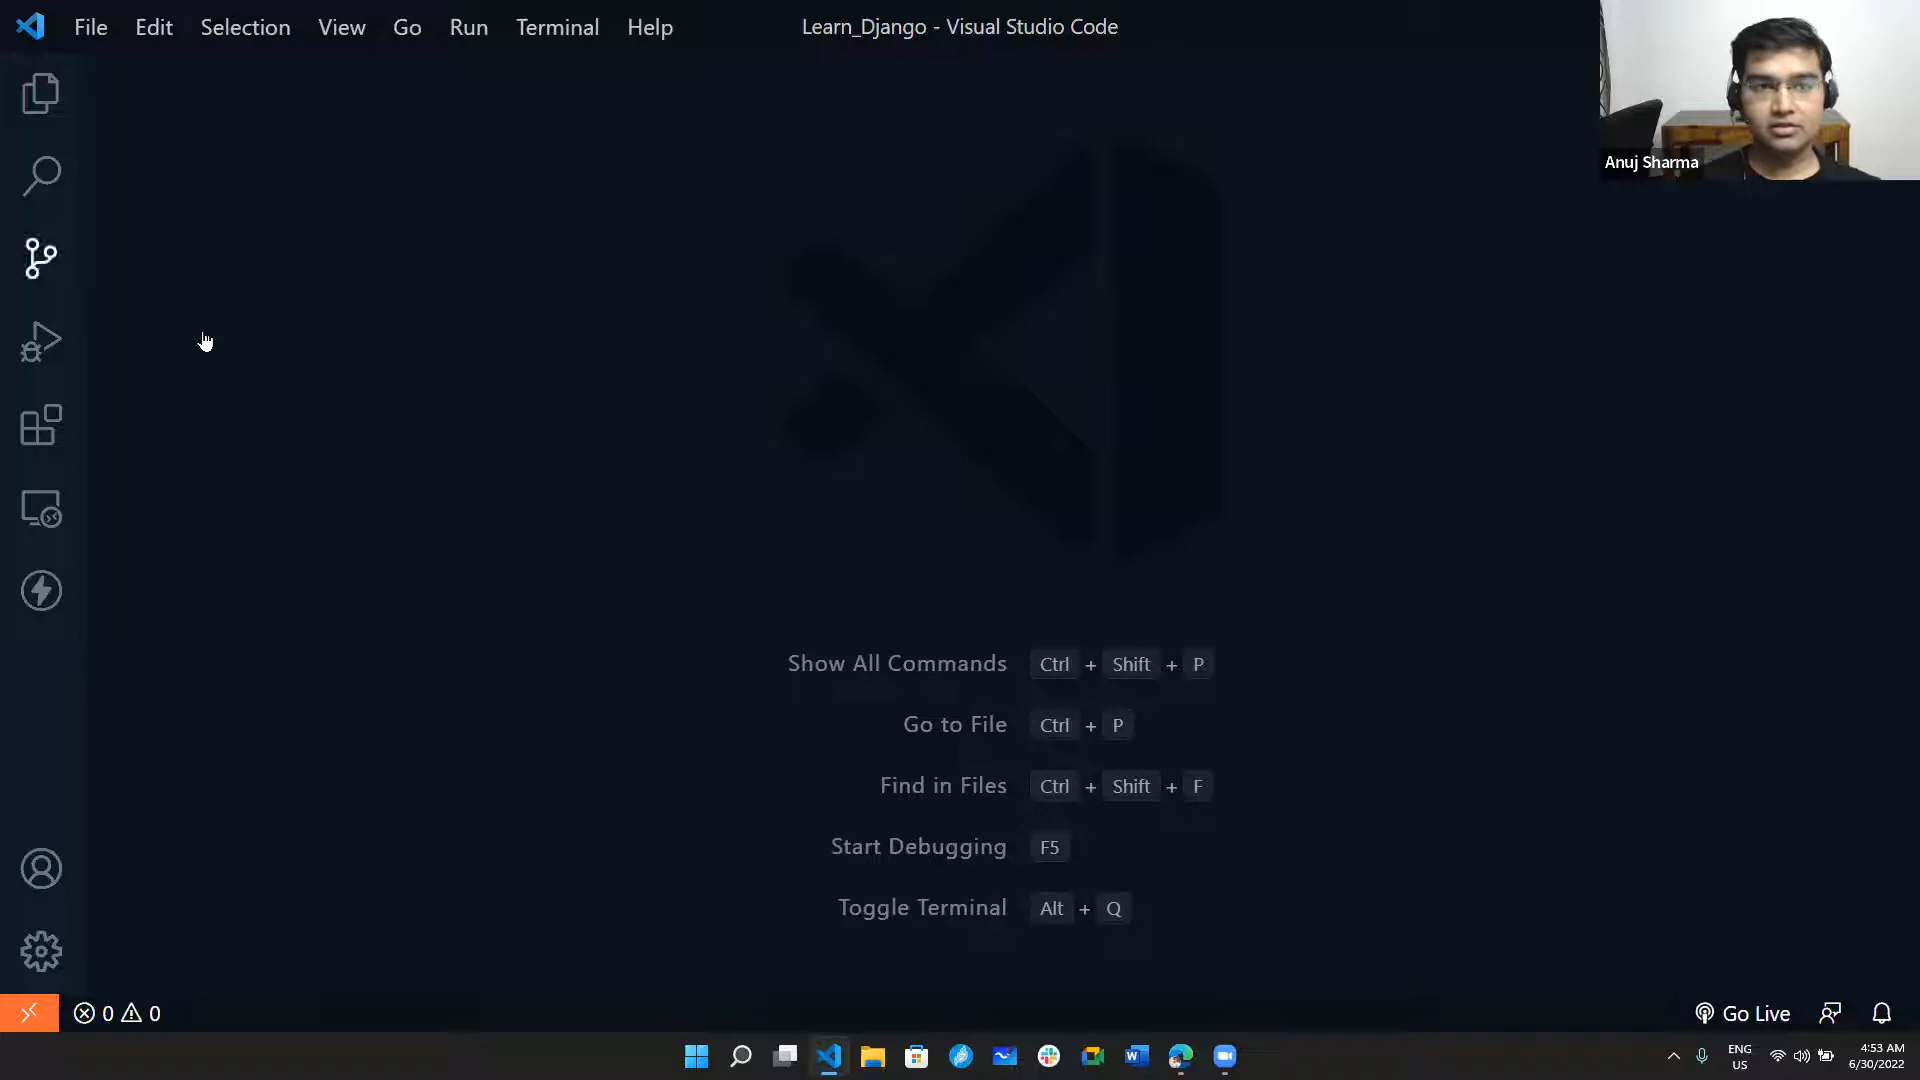 File Edit Selection View Go Run Terminal Help
Learn_Django - Visual Studio Code
Anuj Sharma
Show All Commands Ctrl + Shift + P
Go to File Ctrl + P
Find in Files Ctrl + Shift + F
Start Debugging F5
Toggle Terminal Alt + Q
0 0
Go Live
ENG
US
4:53 AM
6/30/2022